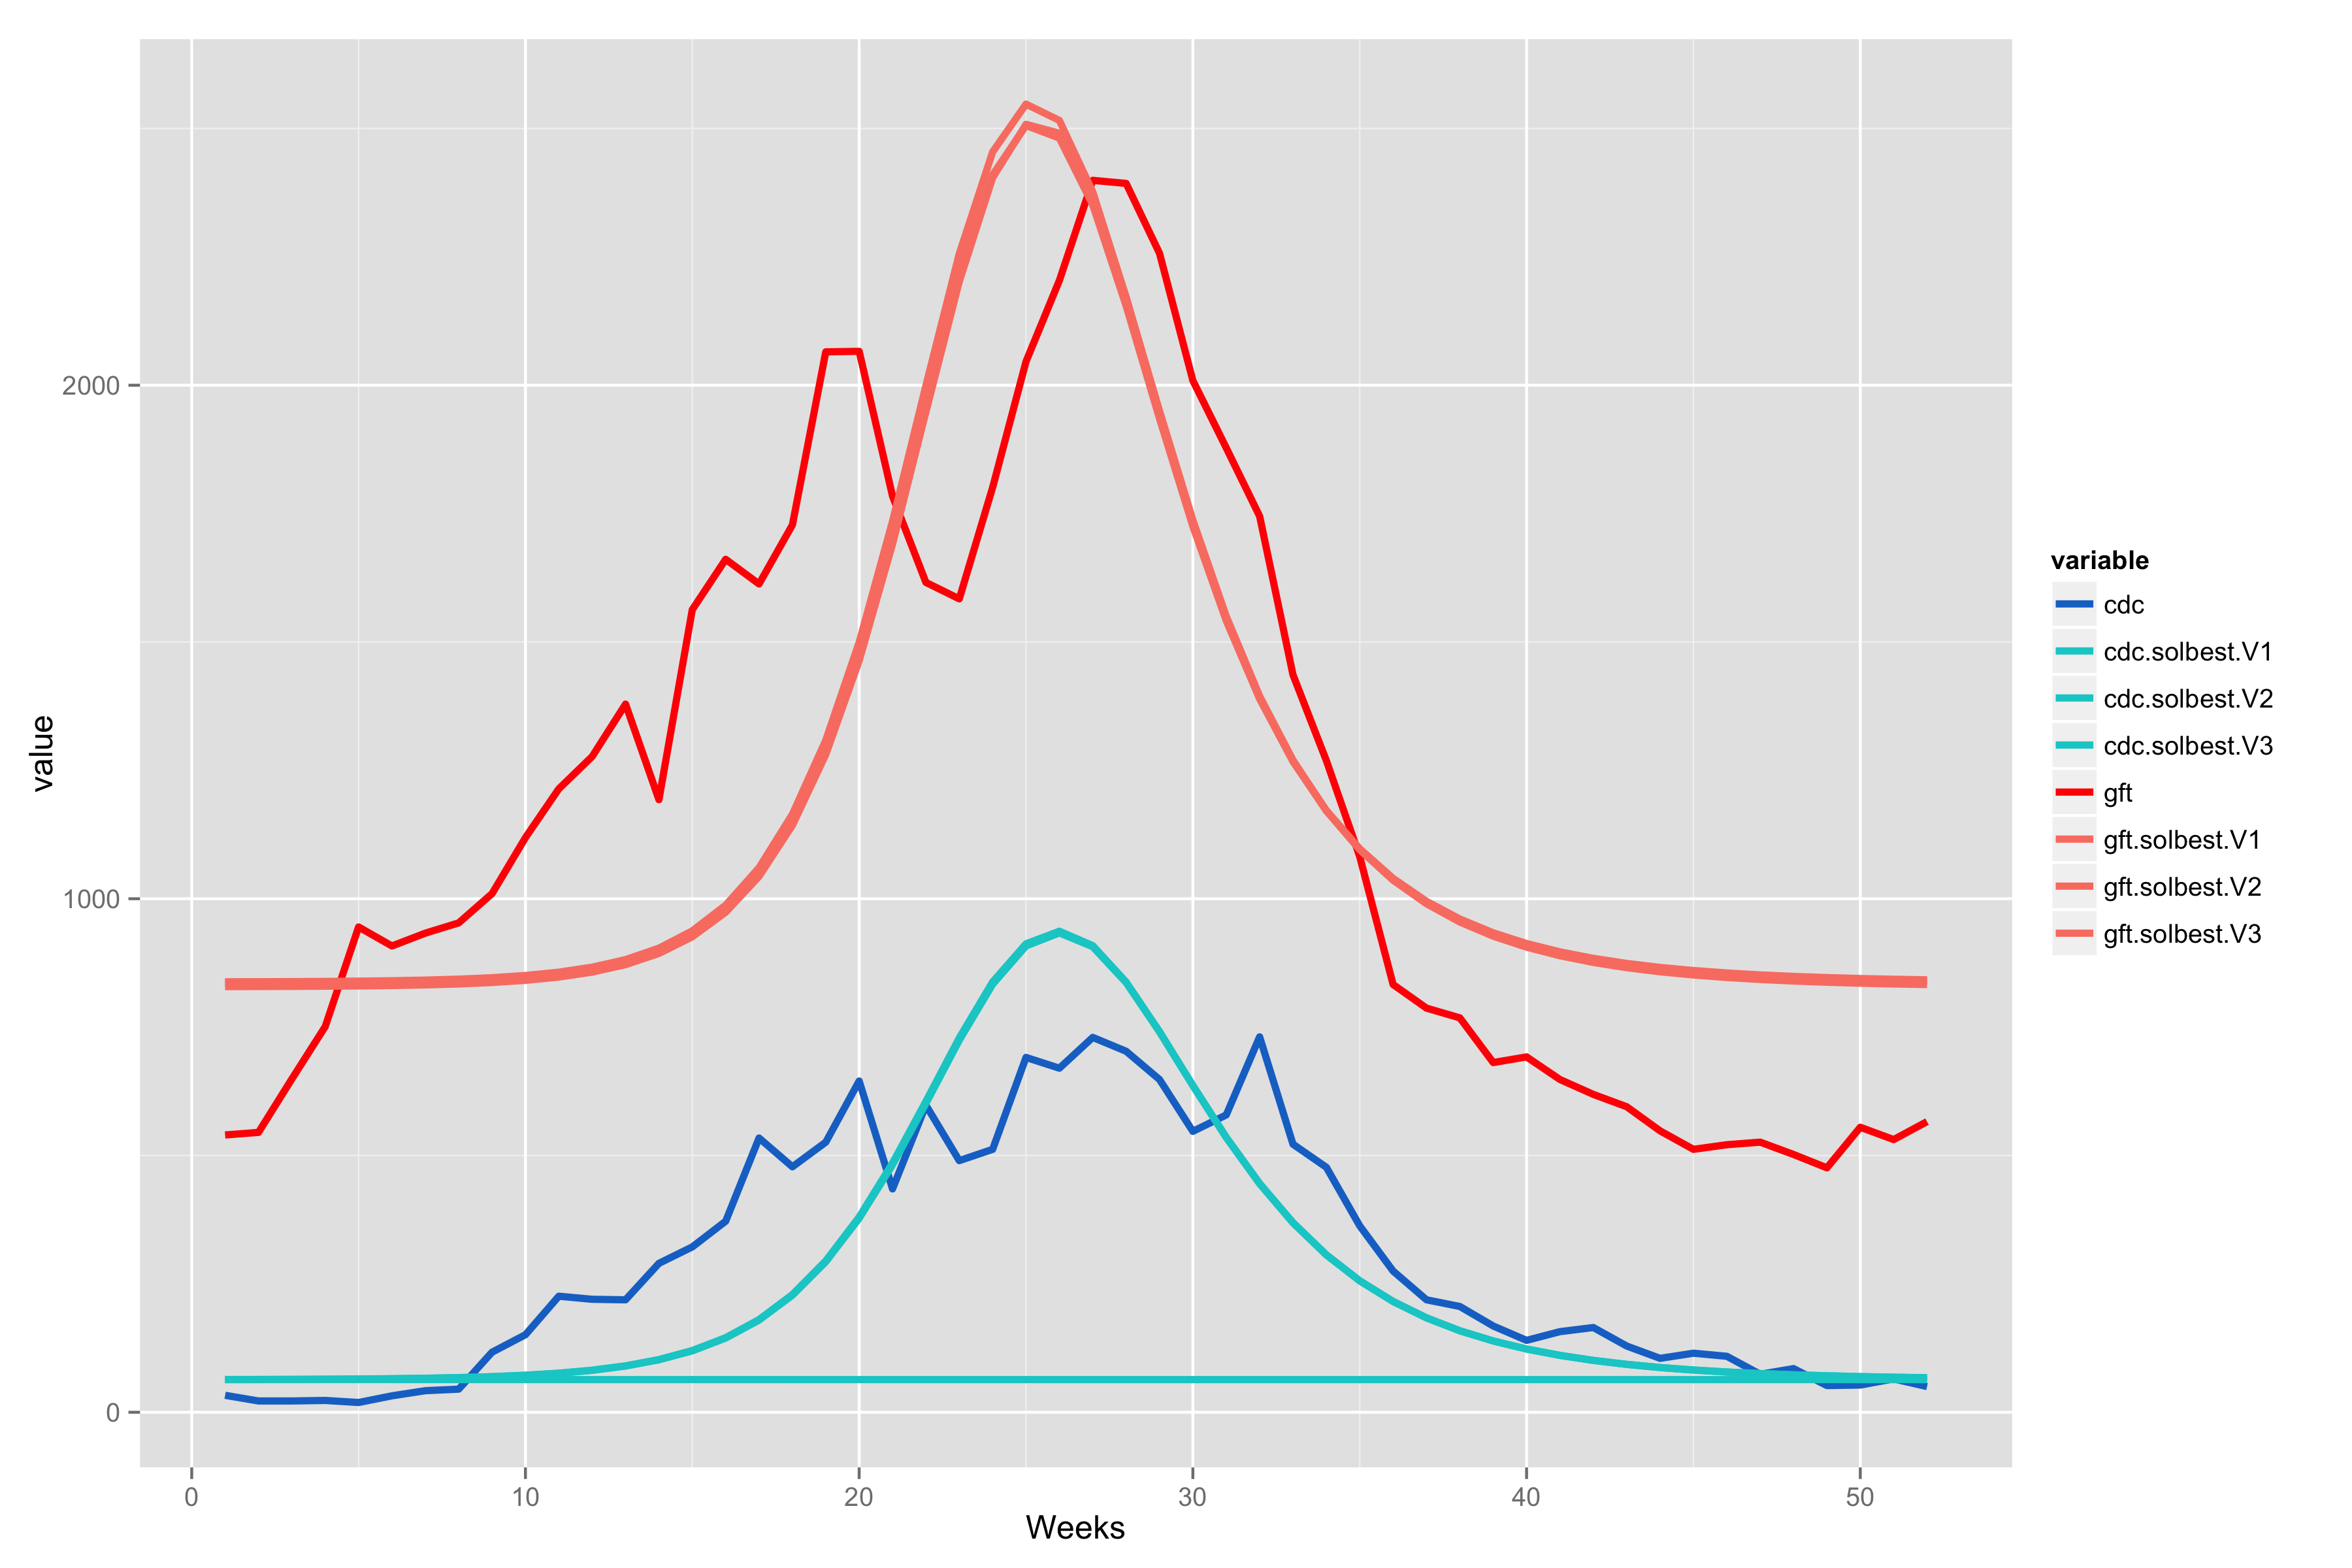 2000
1000
0
value
0
10
20
30
40
50
Weeks
variable
cdc
cdc.solbest.V1
cdc.solbest.V2
cdc.solbest.V3
gft
gft.solbest.V1
gft.solbest.V2
gft.solbest.V3